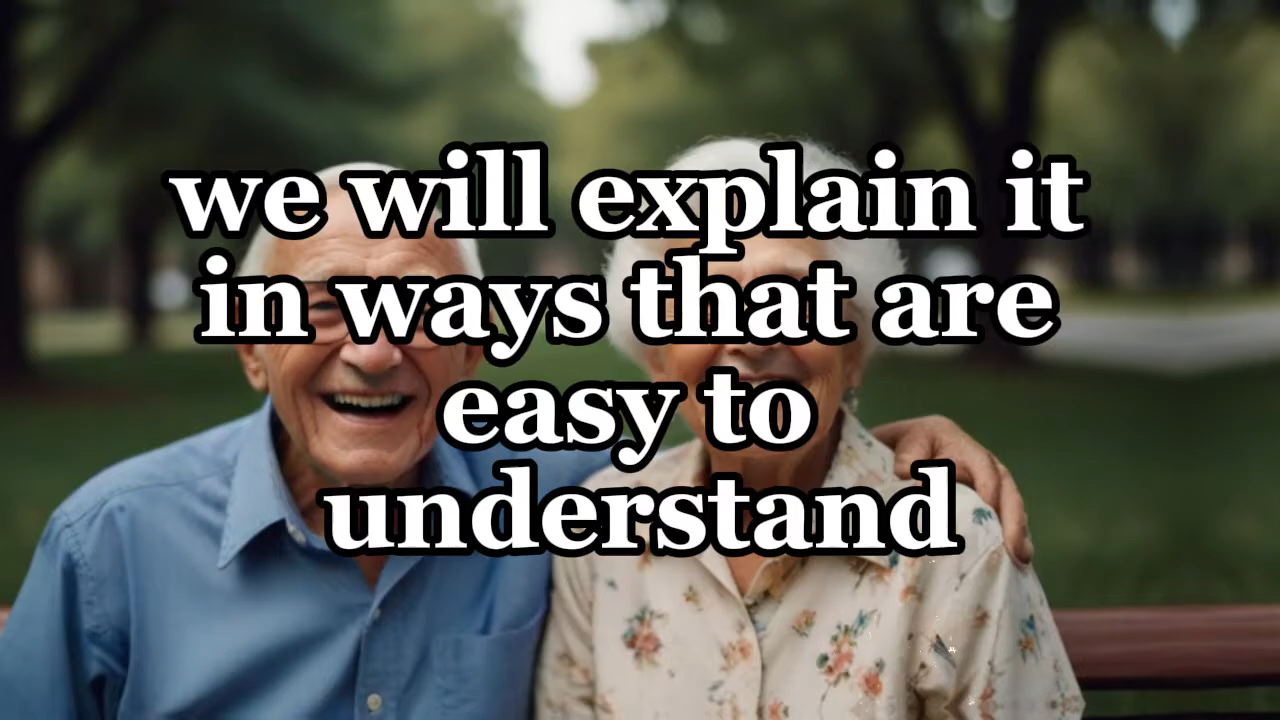 we will explain it
in ways that are
easy to
understand